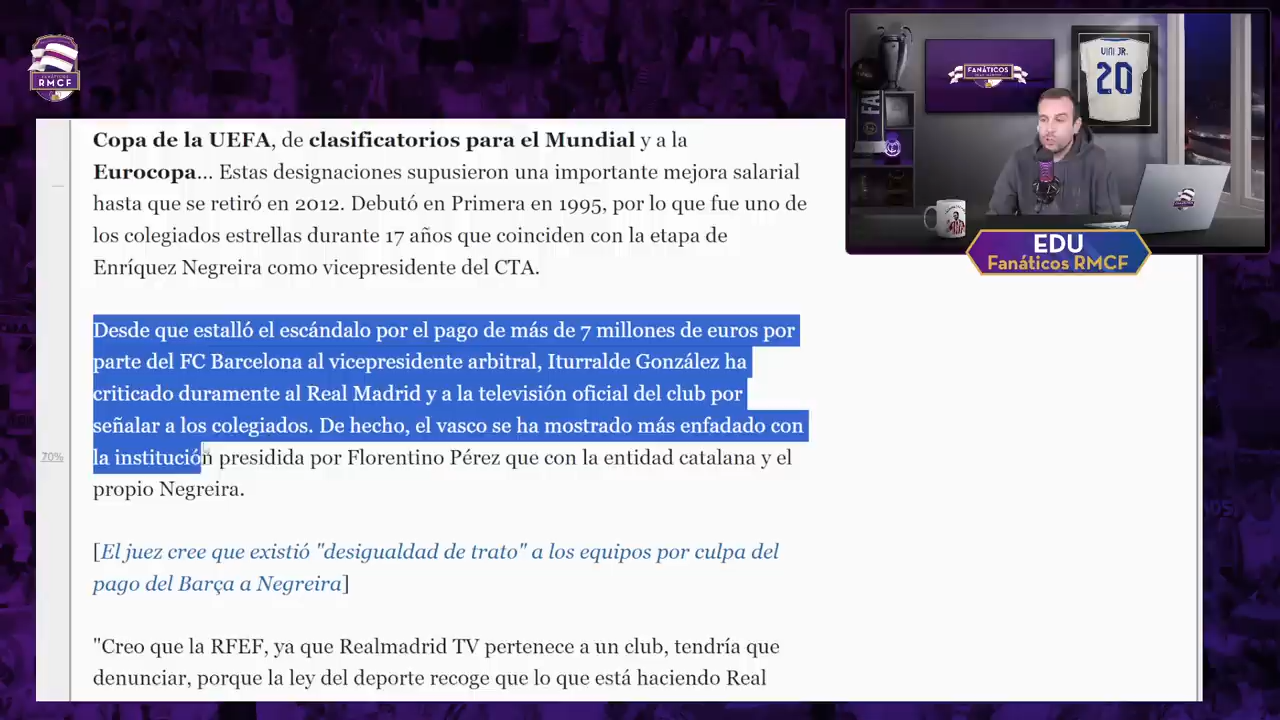 FANÁTICOS
RMCF
FANÁTICOS
VINI JR.
20
FA
EDU
Fanáticos RMCF
Copa de la UEFA, de clasificatorios para el Mundial y a la
Eurocopa... Estas designaciones supusieron una importante mejora salarial
hasta que se retiró en 2012. Debutó en Primera en 1995, por lo que fue uno de
los colegiados estrellas durante 17 años que coinciden con la etapa de
Enríquez Negreira como vicepresidente del CTA.
Desde que estalló el escándalo por el pago de más de 7 millones de euros por
parte del FC Barcelona al vicepresidente arbitral, Iturralde González ha
criticado duramente al Real Madrid y a la televisión oficial del club por
señalar a los colegiados. De hecho, el vasco se ha mostrado más enfadado con
la institución presidida por Florentino Pérez que con la entidad catalana y el
70%
propio Negreira.
[El juez cree que existió "desigualdad de trato" a los equipos por culpa del
pago del Barça a Negreira]
"Creo que la RFEF, ya que Realmadrid TV pertenece a un club, tendría que
denunciar, porque la ley del deporte recoge que lo que está haciendo Real